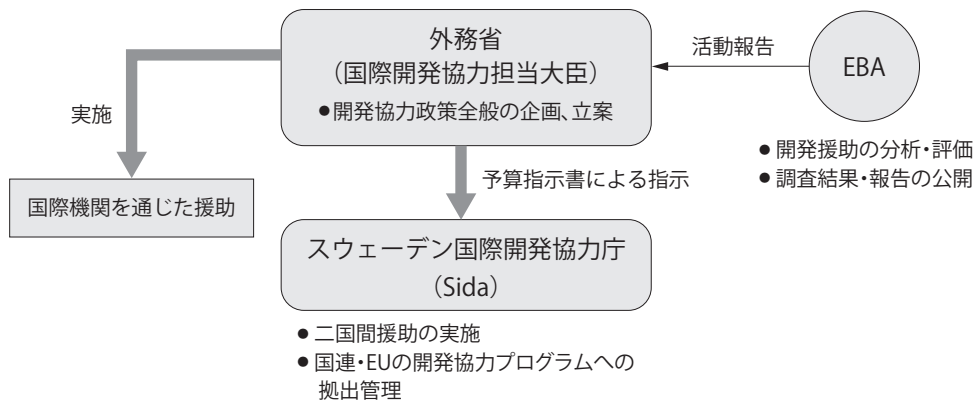 外務省
（国際開発協力担当大臣）
●開発協力政策全般の企画、立案
活動報告
EBA
●開発援助の分析・評価
●調査結果・報告の公開
実施
国際機関を通じた援助
予算指示書による指示
スウェーデン国際開発協力庁
（Sida）
●二国間援助の実施
●国連・EUの開発協力プログラムへの
拠出管理